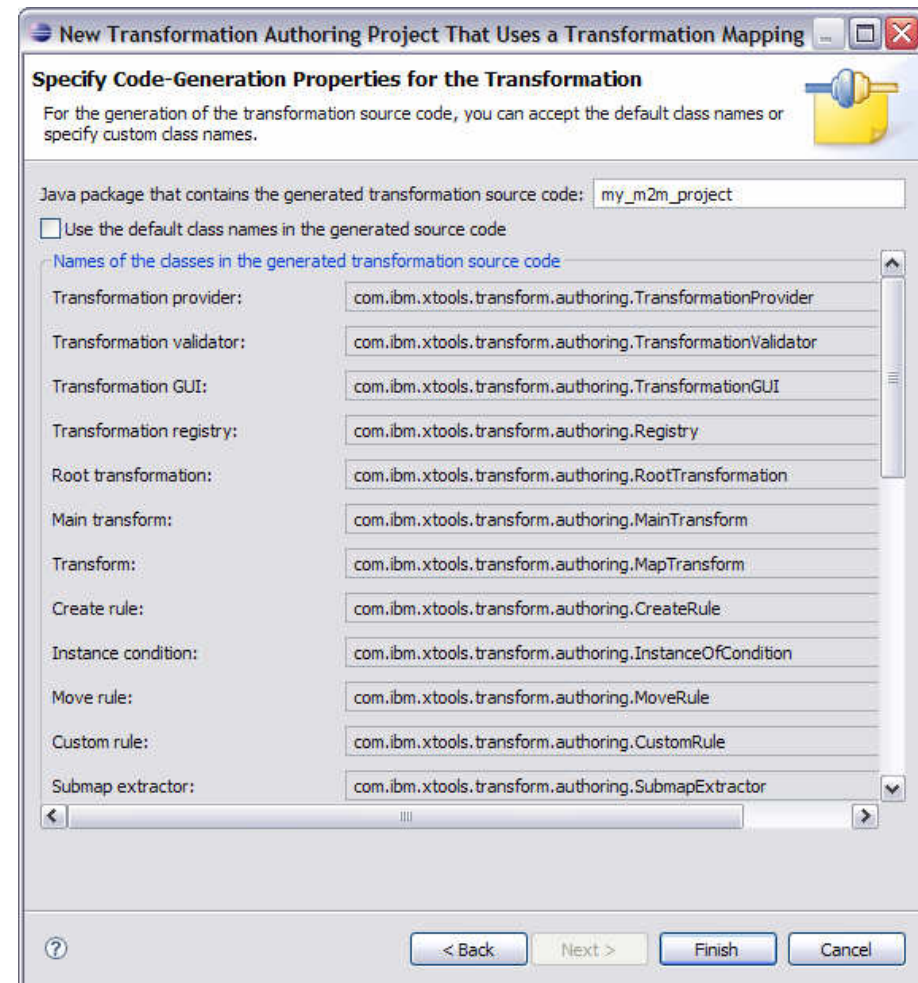 New Transformation Authoring Project That Uses a Transformation Mapping
Specify Code-Generation Properties for the Transformation
For the generation of the transformation source code, you can accept the default class names or
specify custom class names.
Java package that contains the generated transformation source code: my_m2m_project
Use the default class names in the generated source code
Names of the classes in the generated transformation source code
Transformation provider: com.ibm.xtools.transform.authoring.TransformationProvider
Transformation validator: com.ibm.xtools.transform.authoring.TransformationValidator
Transformation GUI: com.ibm.xtools.transform.authoring.TransformationGUI
Transformation registry: com.ibm.xtools.transform.authoring.Registry
Root transformation: com.ibm.xtools.transform.authoring.RootTransformation
Main transform: com.ibm.xtools.transform.authoring.MainTransform
Transform: com.ibm.xtools.transform.authoring.MapTransform
Create rule: com.ibm.xtools.transform.authoring.CreateRule
Instance condition: com.ibm.xtools.transform.authoring.InstanceOfCondition
Move rule: com.ibm.xtools.transform.authoring.MoveRule
Custom rule: com.ibm.xtools.transform.authoring.CustomRule
Submap extractor: com.ibm.xtools.transform.authoring.SubmapExtractor
? < Back Next > Finish Cancel